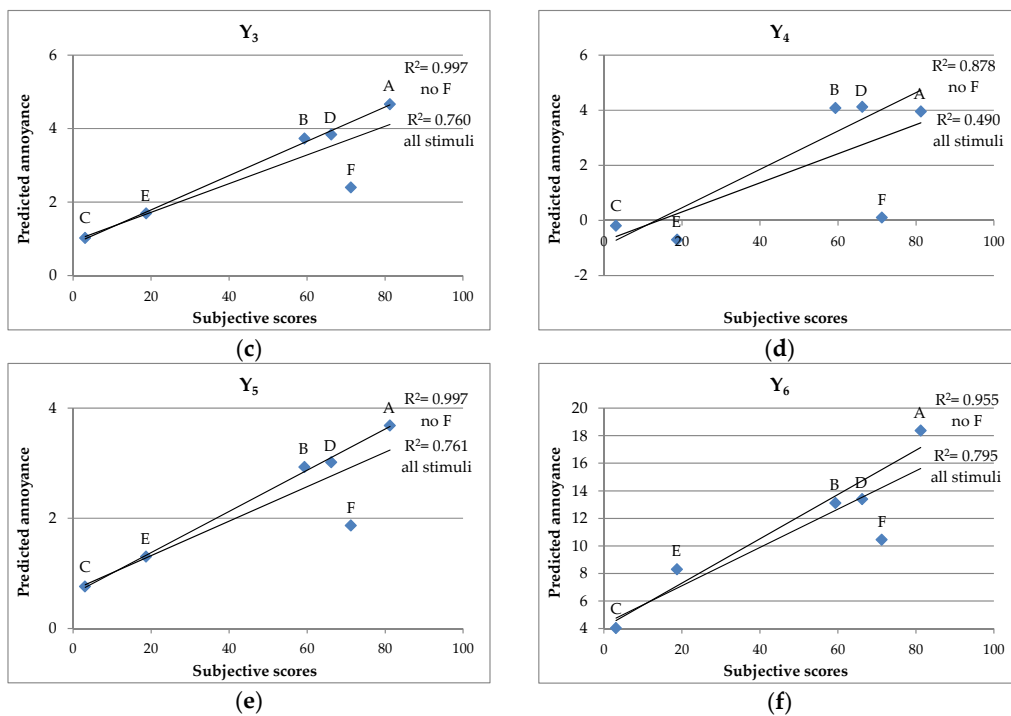 Y3
Predicted annoyance
6
4
2
0
0 20 40 60 80 100
Subjective scores
A
B D
F
E
C
R2= 0.997
no F
R2= 0.760
all stimuli
(c)
Y4
Predicted annoyance
6
4
2
0
-2
0 20 40 60 80 100
Subjective scores
B D A
C
E
F
R2= 0.878
no F
R2= 0.490
all stimuli
(d)
Y5
Predicted annoyance
4
2
0
0 20 40 60 80 100
Subjective scores
A
B D
F
E
C
R2= 0.997
no F
R2= 0.761
all stimuli
(e)
Y6
Predicted annoyance
20
18
16
14
12
10
8
6
4
0 20 40 60 80 100
Subjective scores
A
B D
F
E
C
R2= 0.955
no F
R2= 0.795
all stimuli
(f)